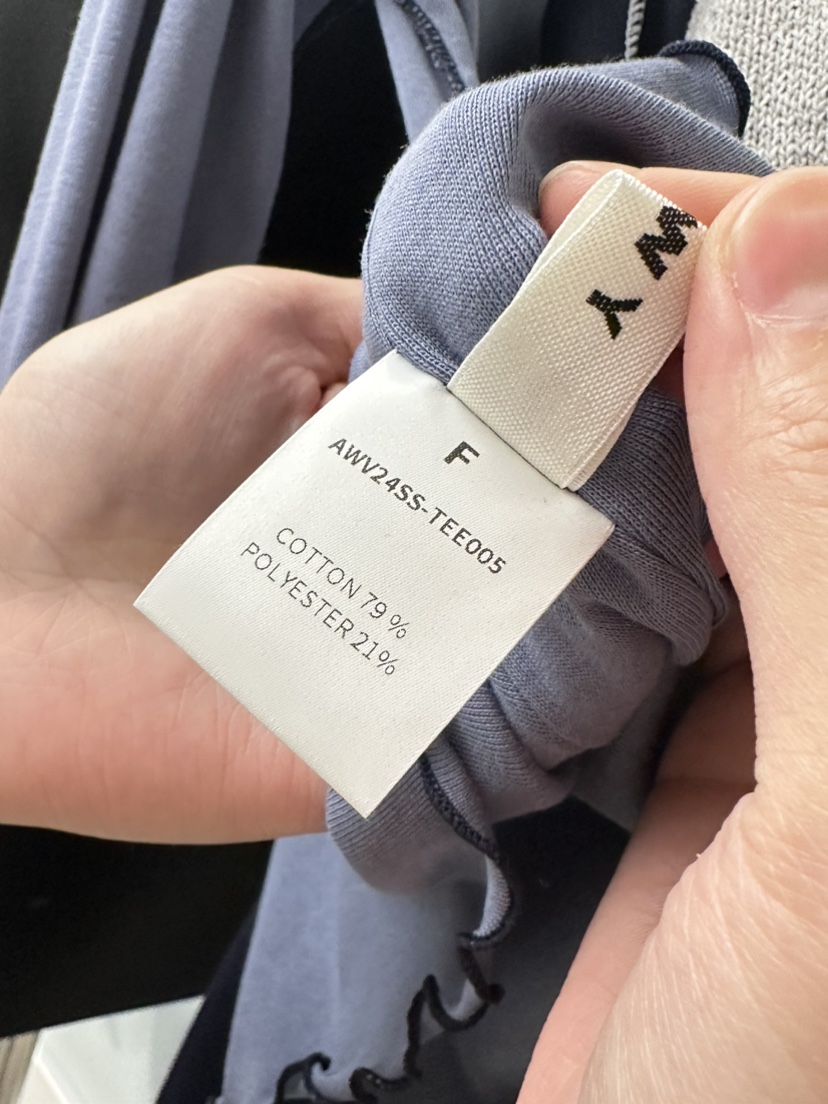 W
Y
F
AWV24SS-TEE005
COTTON 79 %
POLYESTER 21%